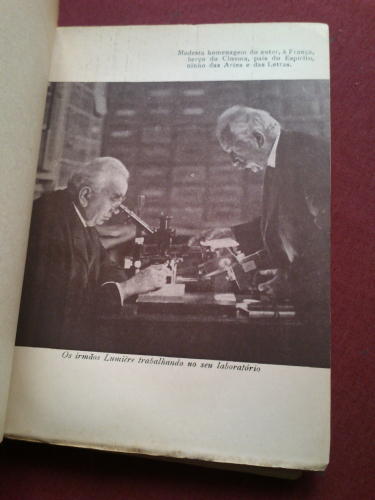 Modesta homenagem do autor, à França,
berço do Cinema, país do Espírito,
ninho das Artes e das Letras.
Os irmãos Lumière trabalhando no seu laboratório